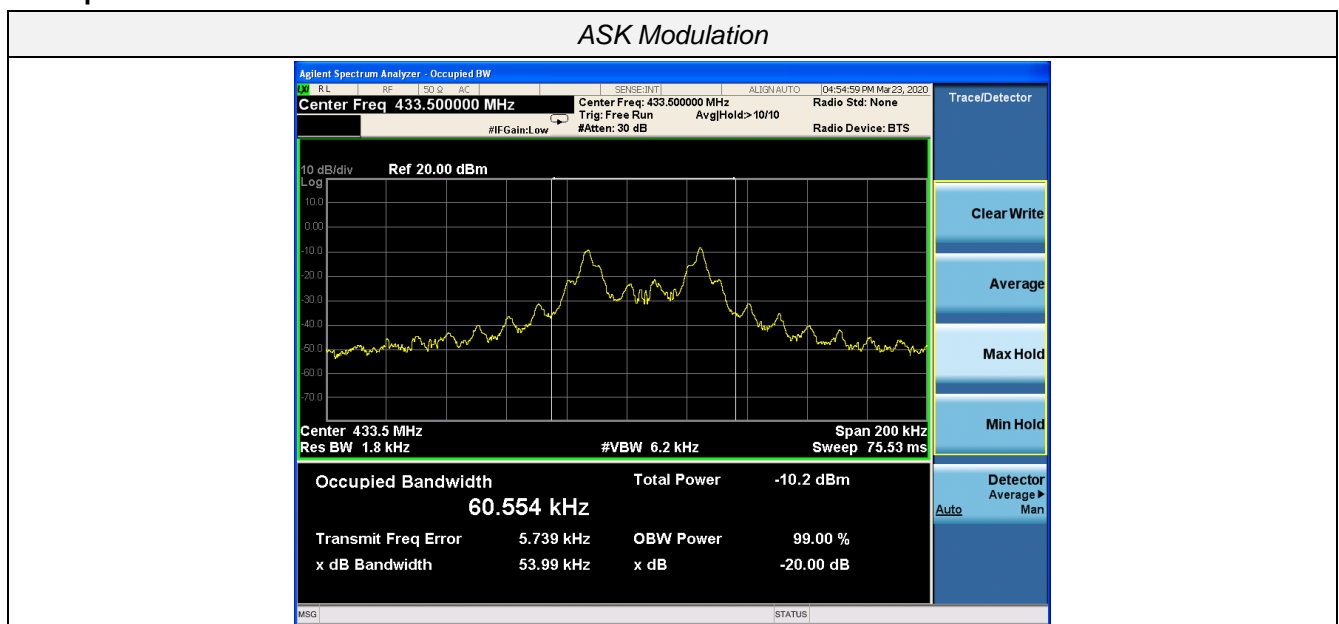 ASK Modulation
Agilent Spectrum Analyzer - Occupied BW
LXI RL RF 50 Ω AC SENSE:INT ALIGN AUTO 04:54:59 PM Mar 23, 2020
Center Freq 433.500000 MHz
Center Freq: 433.500000 MHz
Radio Std: None
Trig: Free Run Avg|Hold:> 10/10
#IFGain:Low
#Atten: 30 dB
Radio Device: BTS
Trace/Detector
10 dB/div Ref 20.00 dBm
Log
10.0
0.00
-10.0
-20.0
-30.0
-40.0
-50.0
-60.0
-70.0
Center 433.5 MHz Span 200 kHz
Res BW 1.8 kHz #VBW 6.2 kHz Sweep 75.53 ms
Occupied Bandwidth Total Power -10.2 dBm
60.554 kHz
Transmit Freq Error 5.739 kHz OBW Power 99.00 %
x dB Bandwidth 53.99 kHz x dB -20.00 dB
Clear Write
Average
Max Hold
Min Hold
Detector
Average▶
Auto Man
MSG STATUS